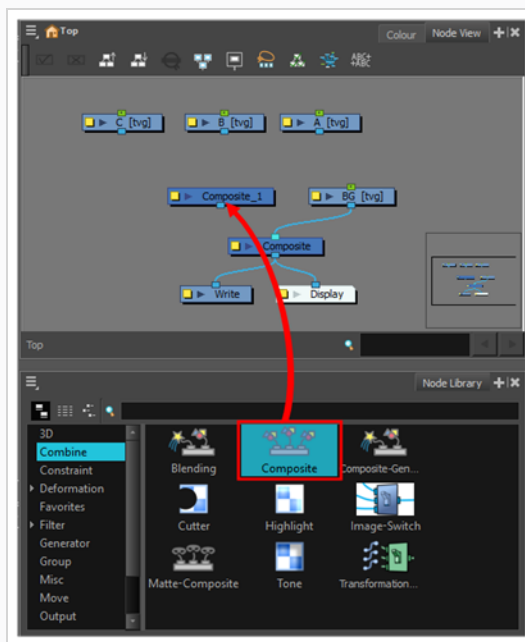 Top
Colour
Node View
ABC+
+ABC
C [tvg]
B [tvg]
A [tvg]
Composite_1
BG [tvg]
Composite
Write
Display
Top
Node Library
3D
Combine
Constraint
Deformation
Favorites
Filter
Generator
Group
Misc
Move
Output
Blending
Composite
Composite-Gen...
Cutter
Highlight
Image-Switch
Matte-Composite
Tone
Transformation...